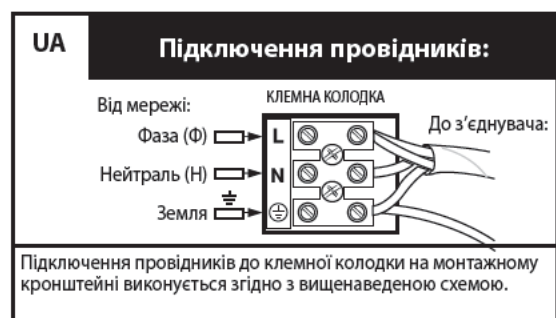 UA
Підключення провідників:
Від мережі:
КЛЕМНА КОЛОДКА
Фаза (Ф)
L
До з’єднувача:
Нейтраль (Н)
N
Земля
Підключення провідників до клемної колодки на монтажному
кронштейні виконується згідно з вищенаведеною схемою.